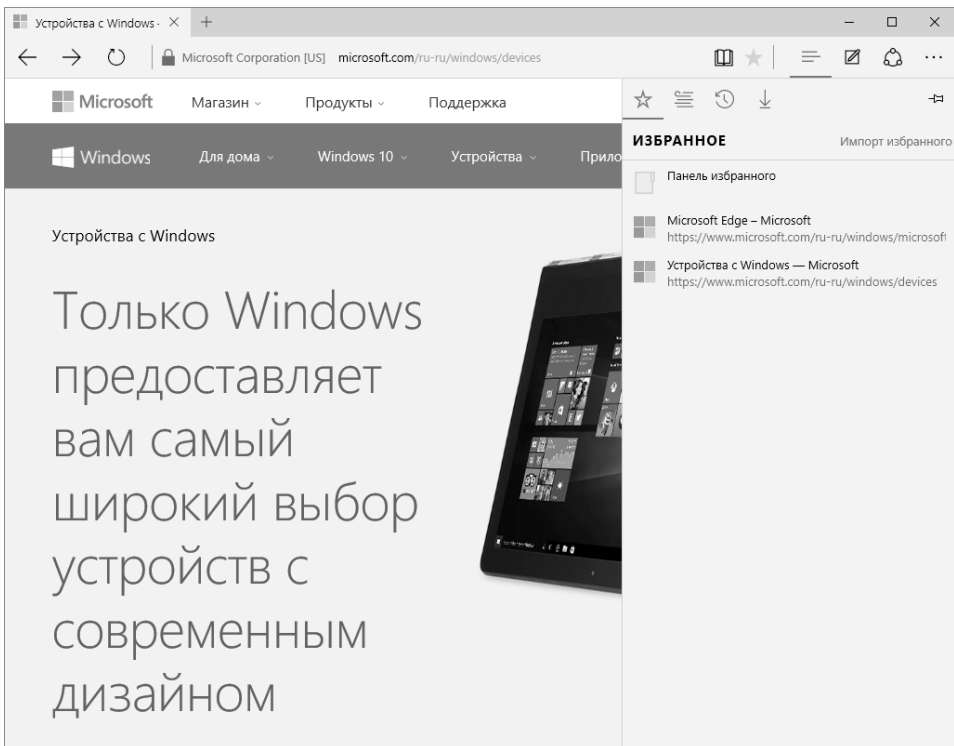 Устройства с Windows ·
Microsoft Corporation [US] microsoft.com/ru-ru/windows/devices
Microsoft Магазин Продукты Поддержка
Windows Для дома Windows 10 Устройства Прило
ИЗБРАННОЕ Импорт избранного
Панель избранного
Microsoft Edge – Microsoft
https://www.microsoft.com/ru-ru/windows/microsoft
Устройства с Windows — Microsoft
https://www.microsoft.com/ru-ru/windows/devices
Устройства с Windows
Только Windows
предоставляет
вам самый
широкий выбор
устройств с
современным
дизайном